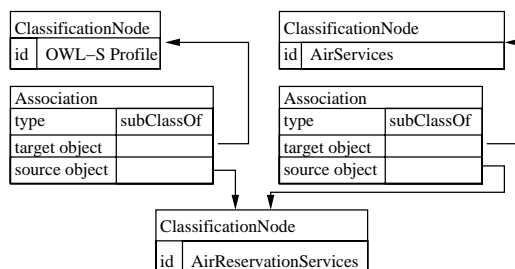 ClassificationNode
id OWL–S Profile
ClassificationNode
id AirServices
Association
type subClassOf
target object
source object
Association
type subClassOf
target object
source object
ClassificationNode
id AirReservationServices